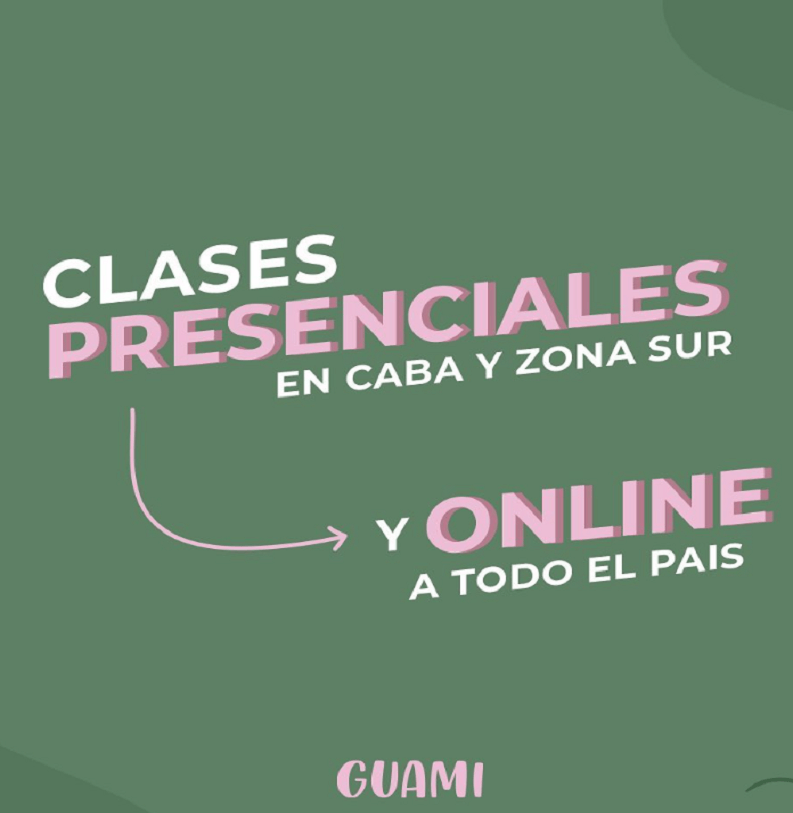 CLASES
PRESENCIALES
EN CABA Y ZONA SUR
Y ONLINE
A TODO EL PAIS
GUAMI